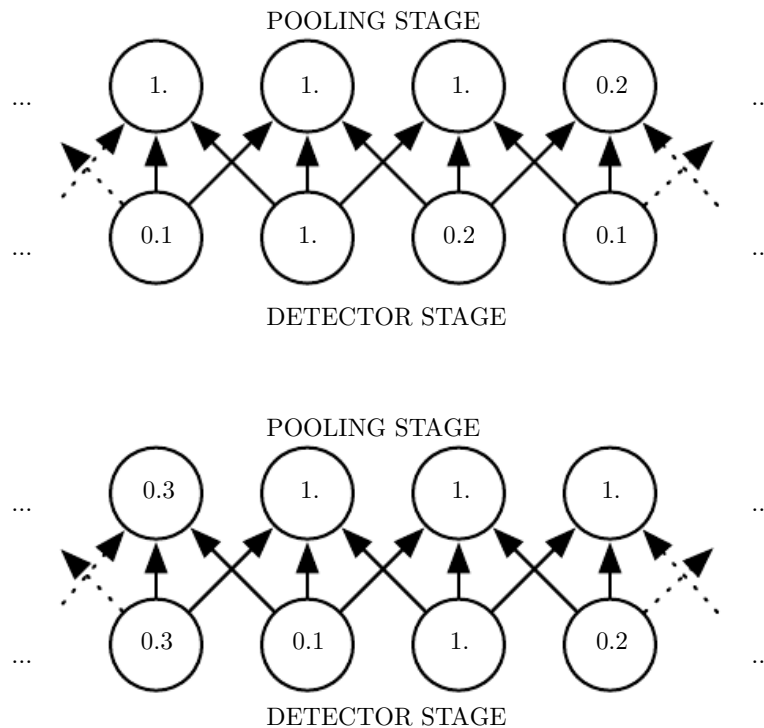 POOLING STAGE
... 1. 1. 1. 0.2 ..
... 0.1 1. 0.2 0.1 ..
DETECTOR STAGE
POOLING STAGE
... 0.3 1. 1. 1. ..
... 0.3 0.1 1. 0.2 ..
DETECTOR STAGE